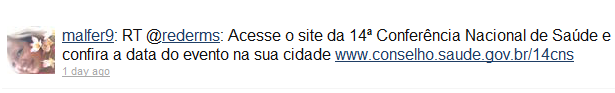 malfer9: RT @rederms: Acesse o site da 14ª Conferência Nacional de Saúde e
confira a data do evento na sua cidade www.conselho.saude.gov.br/14cns
1 day ago